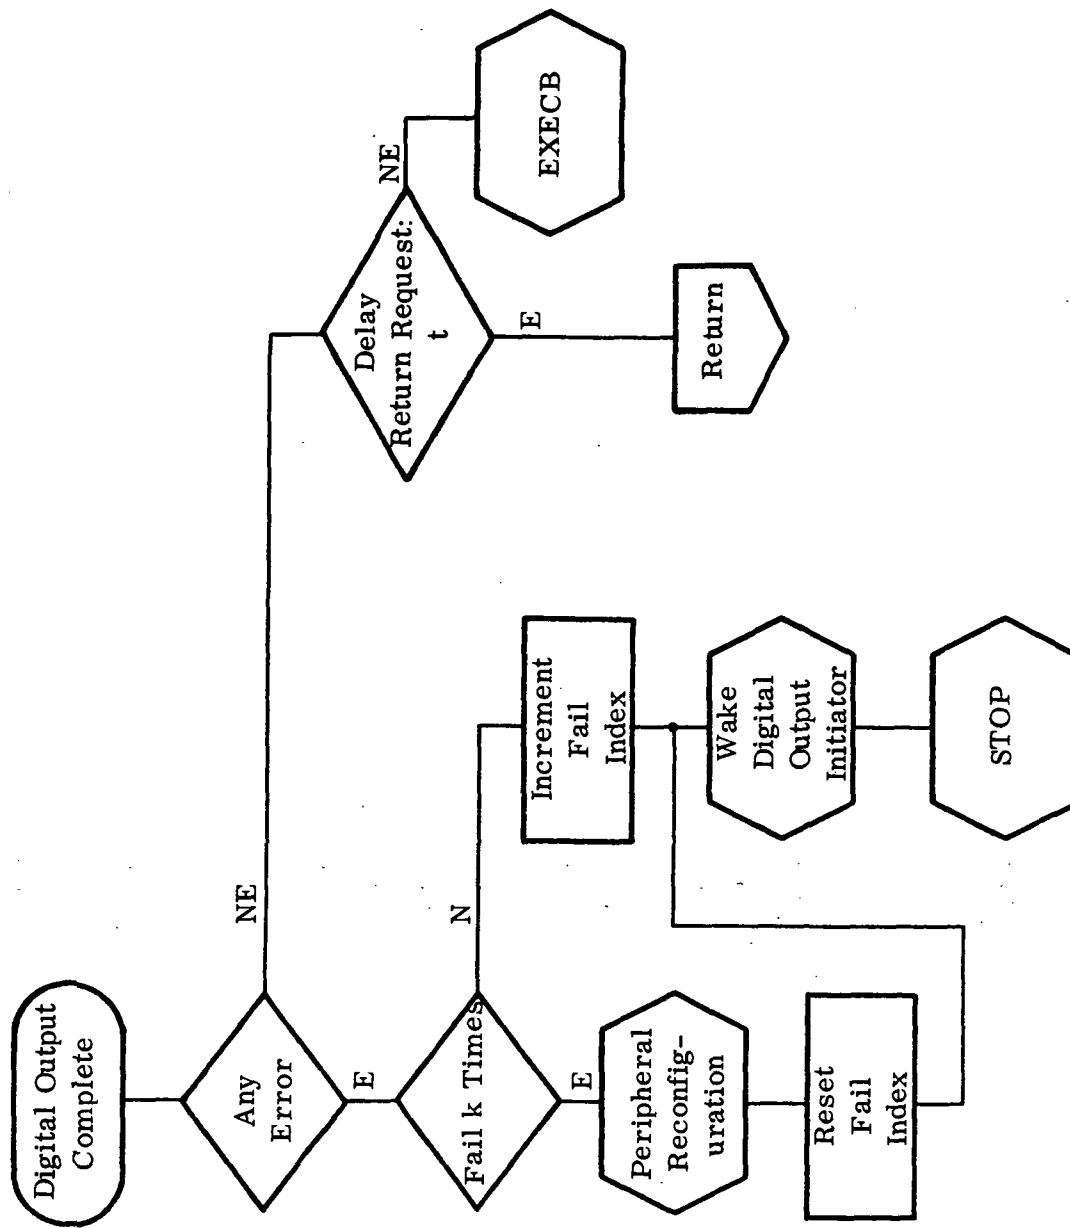 Digital Output
Complete
Any
Error
NE
E
Fail k Times
N
E
Peripheral
Reconfig-
uration
Reset
Fail
Index
Increment
Fail
Index
Wake
Digital
Output
Initiator
STOP
Delay
Return Request:
t
NE
E
EXECB
Return